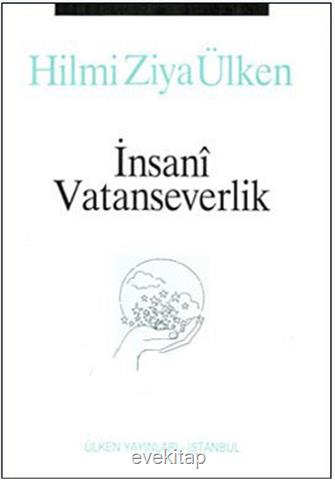 Hilmi Ziya Ülken
İnsanî
Vatanseverlik
ÜLKEN YAYINLARI - İSTANBUL
evekitap